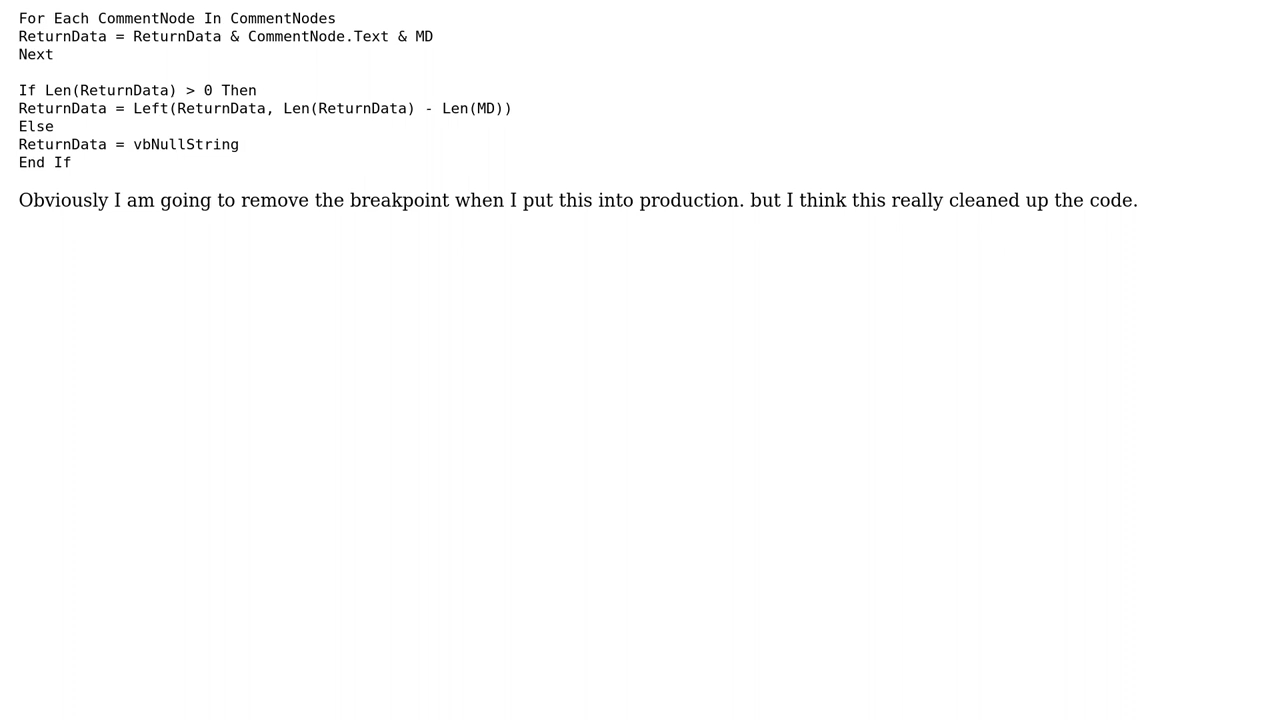 For Each CommentNode In CommentNodes
ReturnData = ReturnData & CommentNode.Text & MD
Next

If Len(ReturnData) > 0 Then
ReturnData = Left(ReturnData, Len(ReturnData) - Len(MD))
Else
ReturnData = vbNullString
End If

Obviously I am going to remove the breakpoint when I put this into production. but I think this really cleaned up the code.